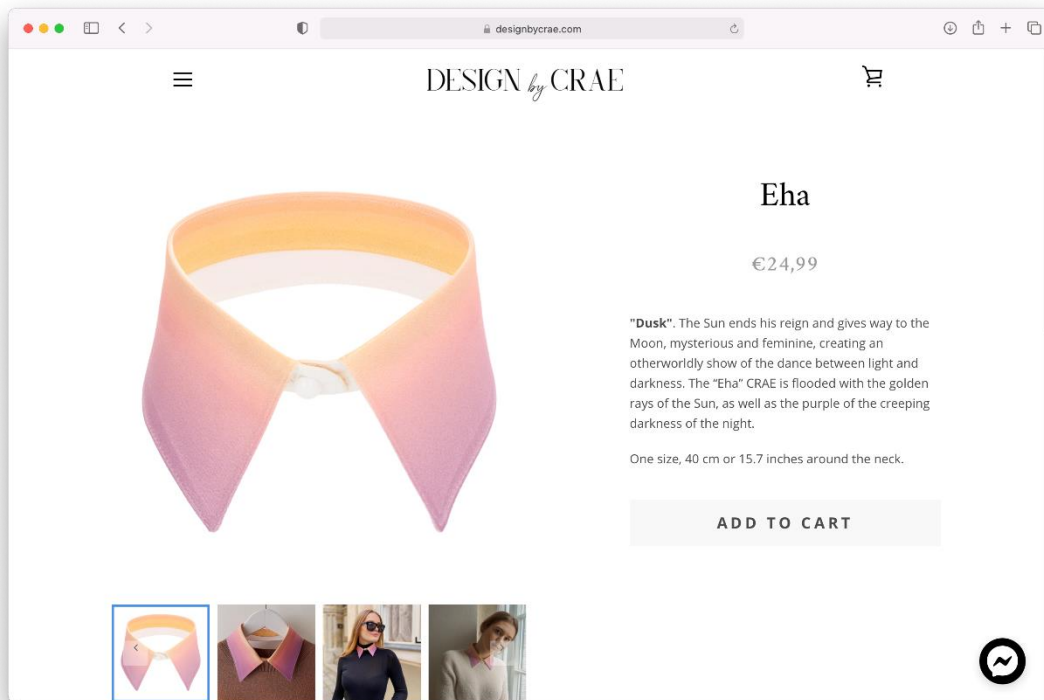 designbycrae.com
DESIGN by CRAE
Eha
€24,99
"Dusk". The Sun ends his reign and gives way to the
Moon, mysterious and feminine, creating an
otherworldly show of the dance between light and
darkness. The “Eha” CRAE is flooded with the golden
rays of the Sun, as well as the purple of the creeping
darkness of the night.
One size, 40 cm or 15.7 inches around the neck.
ADD TO CART